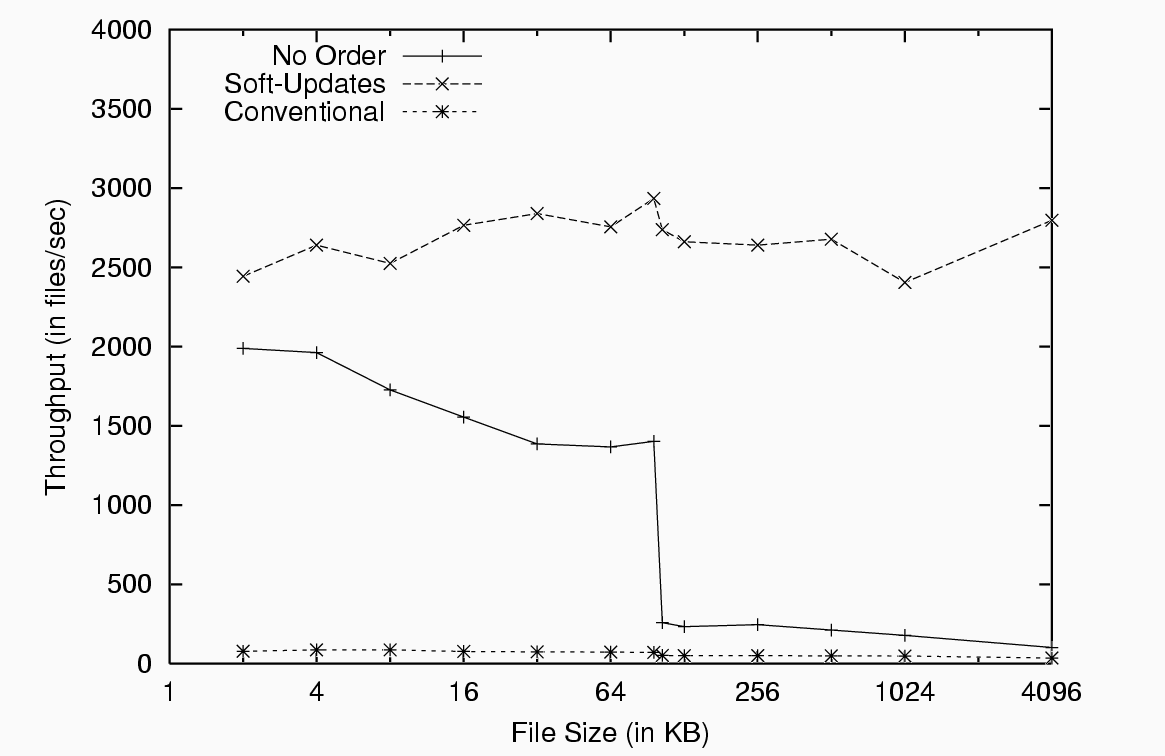 4000
3500
3000
2500
2000
1500
1000
500
0
No Order
Soft-Updates
Conventional
Throughput (in files/sec)
1 4 16 64 256 1024 4096
File Size (in KB)